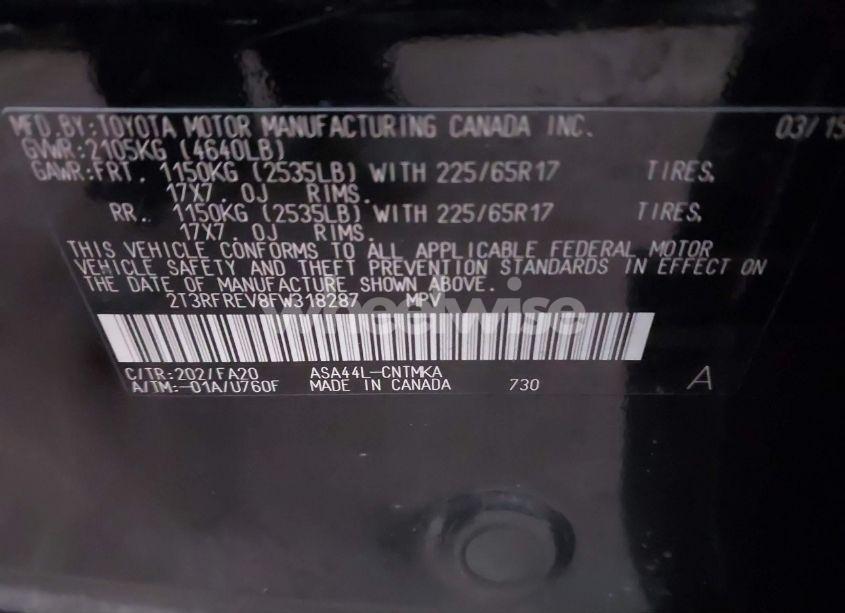 MFD.BY:TOYOTA MOTOR MANUFACTURING CANADA INC. 03/15
GVWR:2105KG (4640LB)
GAWR:FRT. 1150KG (2535LB) WITH 225/65R17 TIRES,
17X7.0J RIMS.
RR. 1150KG (2535LB) WITH 225/65R17 TIRES,
17X7.0J RIMS.
THIS VEHICLE CONFORMS TO ALL APPLICABLE FEDERAL MOTOR
VEHICLE SAFETY AND THEFT PREVENTION STANDARDS IN EFFECT ON
THE DATE OF MANUFACTURE SHOWN ABOVE.
2T3RFREV8FW318287 MPV
wheelwise
C/TR:202/FA20 ASA44L-CNTMKA
A/TM:-01A/U760F MADE IN CANADA 730 A